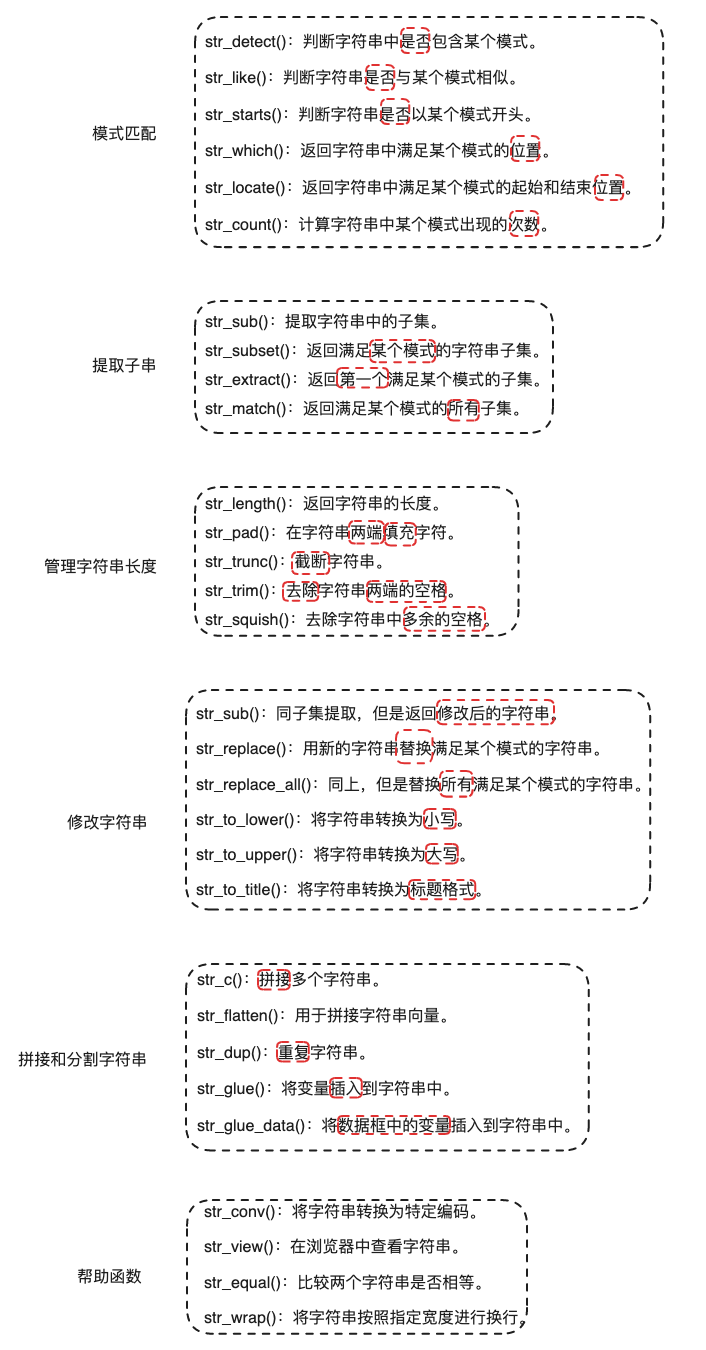 模式匹配
str_detect()：判断字符串中是否包含某个模式。
str_like()：判断字符串是否与某个模式相似。
str_starts()：判断字符串是否以某个模式开头。
str_which()：返回字符串中满足某个模式的位置。
str_locate()：返回字符串中满足某个模式的起始和结束位置。
str_count()：计算字符串中某个模式出现的次数。
提取子串
str_sub()：提取字符串中的子集。
str_subset()：返回满足某个模式的字符串子集。
str_extract()：返回第一个满足某个模式的子集。
str_match()：返回满足某个模式的所有子集。
管理字符串长度
str_length()：返回字符串的长度。
str_pad()：在字符串两端填充字符。
str_trunc()：截断字符串。
str_trim()：去除字符串两端的空格。
str_squish()：去除字符串中多余的空格。
修改字符串
str_sub()：同子集提取，但是返回修改后的字符串。
str_replace()：用新的字符串替换满足某个模式的字符串。
str_replace_all()：同上，但是替换所有满足某个模式的字符串。
str_to_lower()：将字符串转换为小写。
str_to_upper()：将字符串转换为大写。
str_to_title()：将字符串转换为标题格式。
拼接和分割字符串
str_c()：拼接多个字符串。
str_flatten()：用于拼接字符串向量。
str_dup()：重复字符串。
str_glue()：将变量插入到字符串中。
str_glue_data()：将数据框中的变量插入到字符串中。
帮助函数
str_conv()：将字符串转换为特定编码。
str_view()：在浏览器中查看字符串。
str_equal()：比较两个字符串是否相等。
str_wrap()：将字符串按照指定宽度进行换行。